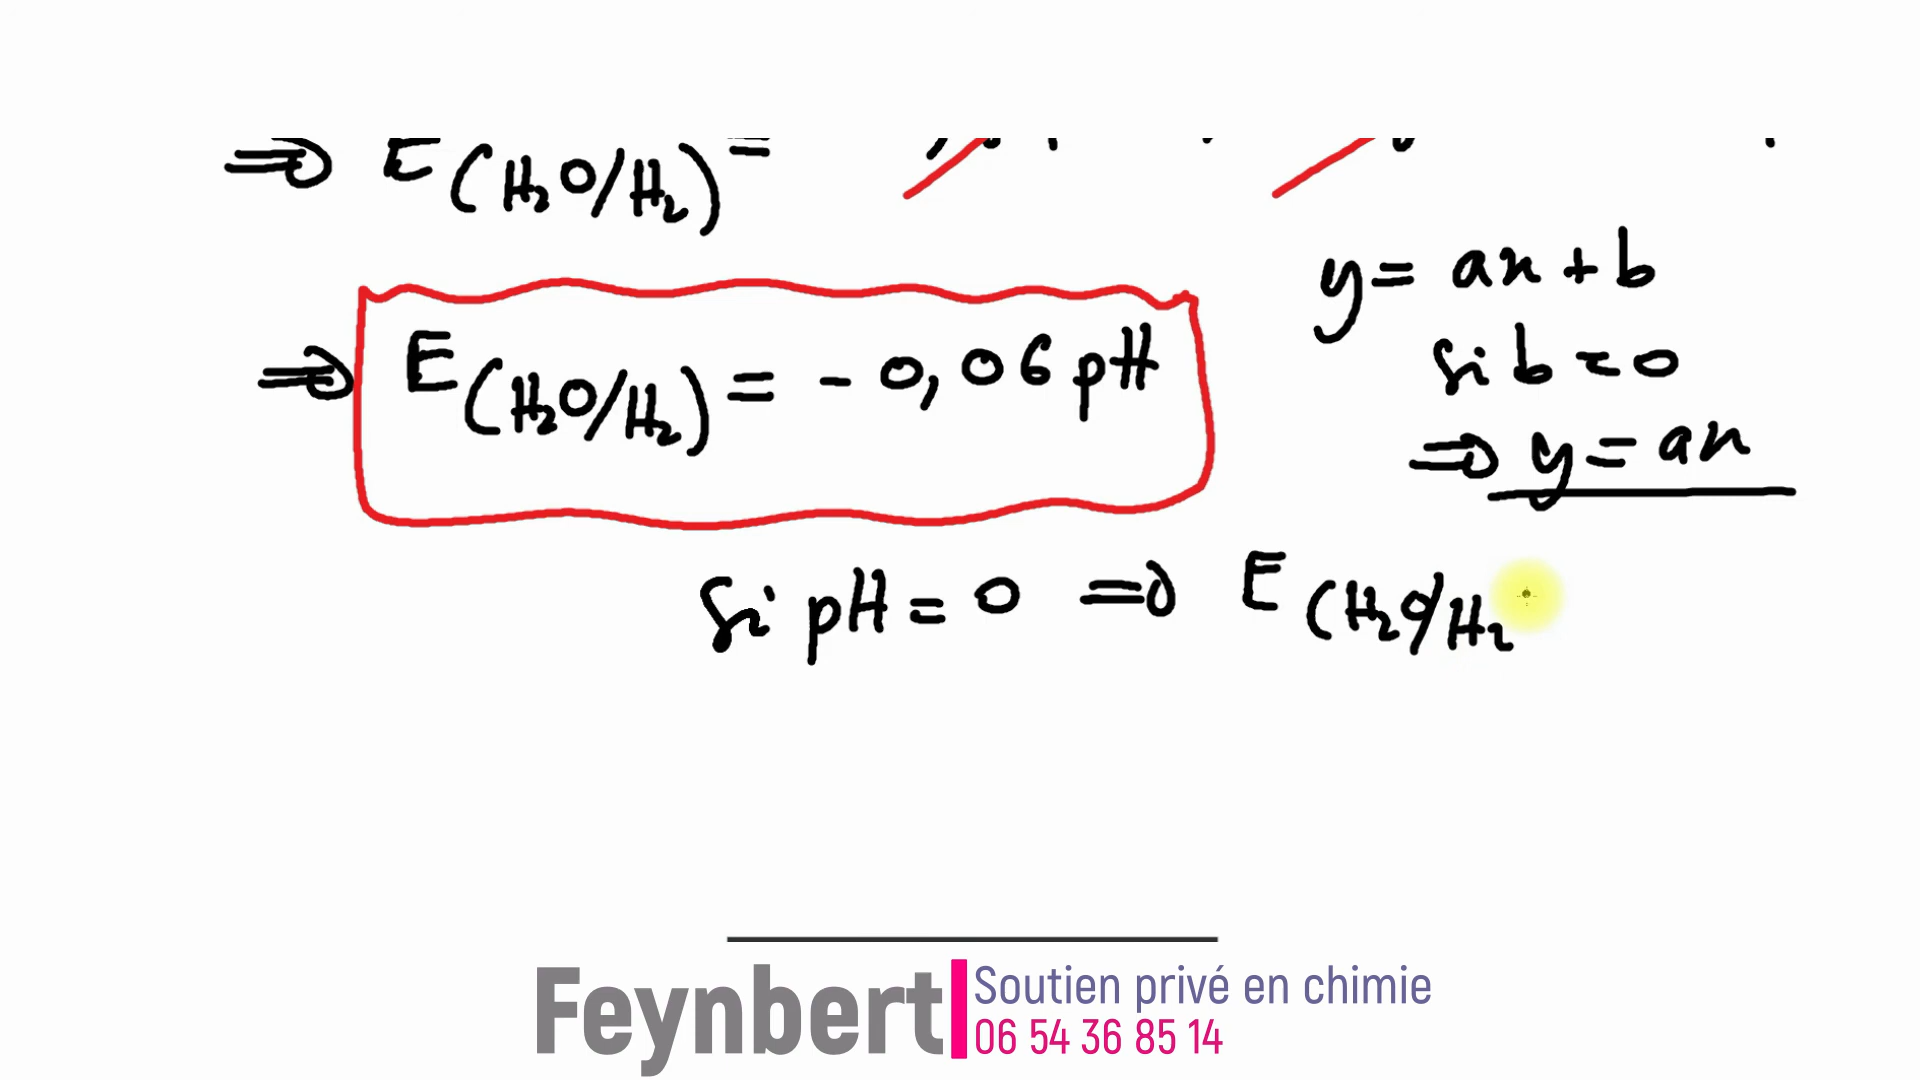 ⇒ E(H₂O/H₂) =
y = ax + b
⇒ E(H₂O/H₂) = - 0,06 pH
si b = 0
⇒ y = ax
Si pH = 0 ⇒ E(H₂O/H₂
Feynbert
Soutien privé en chimie
06 54 36 85 14